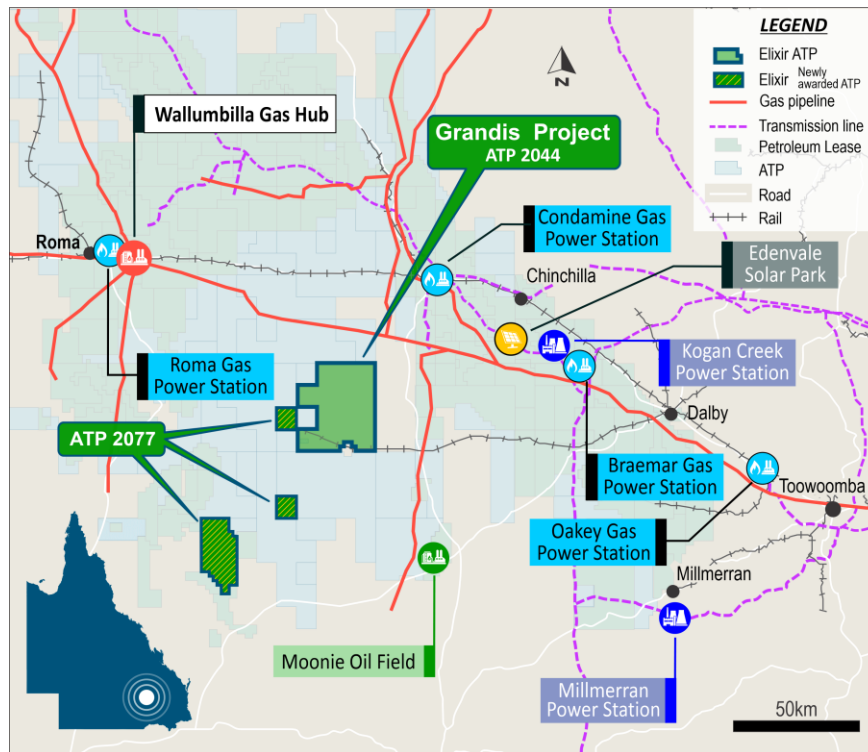 LEGEND
Elixir ATP
Elixir Newly awarded ATP
Gas pipeline
Transmission line
Petroleum Lease
ATP
Road
Rail
N
Wallumbilla Gas Hub
Grandis Project
ATP 2044
Roma
Condamine Gas
Power Station
Chinchilla
Edenvale
Solar Park
Roma Gas
Power Station
Kogan Creek
Power Station
ATP 2077
Dalby
Braemar Gas
Power Station
Toowoomba
Oakey Gas
Power Station
Millmerran
Moonie Oil Field
Millmerran
Power Station
50km